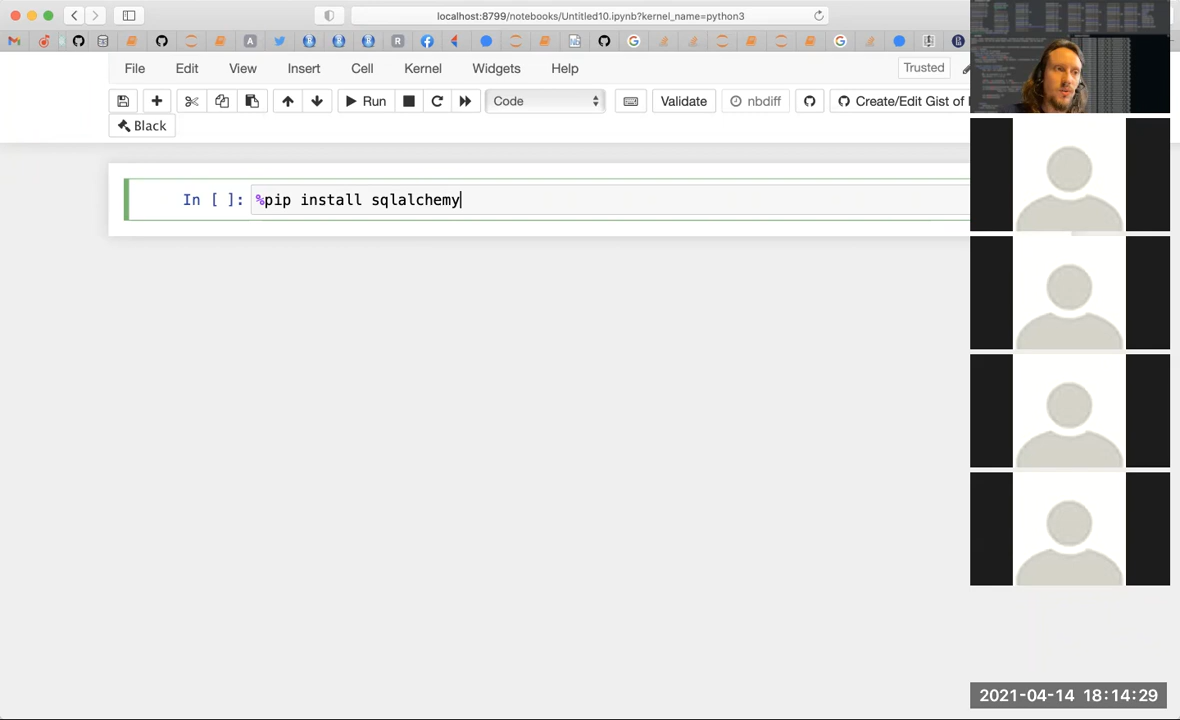 localhost:8799/notebooks/Untitled10.ipynb?kernel_name=python3
File Edit View Insert Cell Kernel Widgets Help Trusted
Run Code Validate nbdiff Create/Edit Gist of
Black
In [ ]: %pip install sqlalchemy
2021-04-14 18:14:29